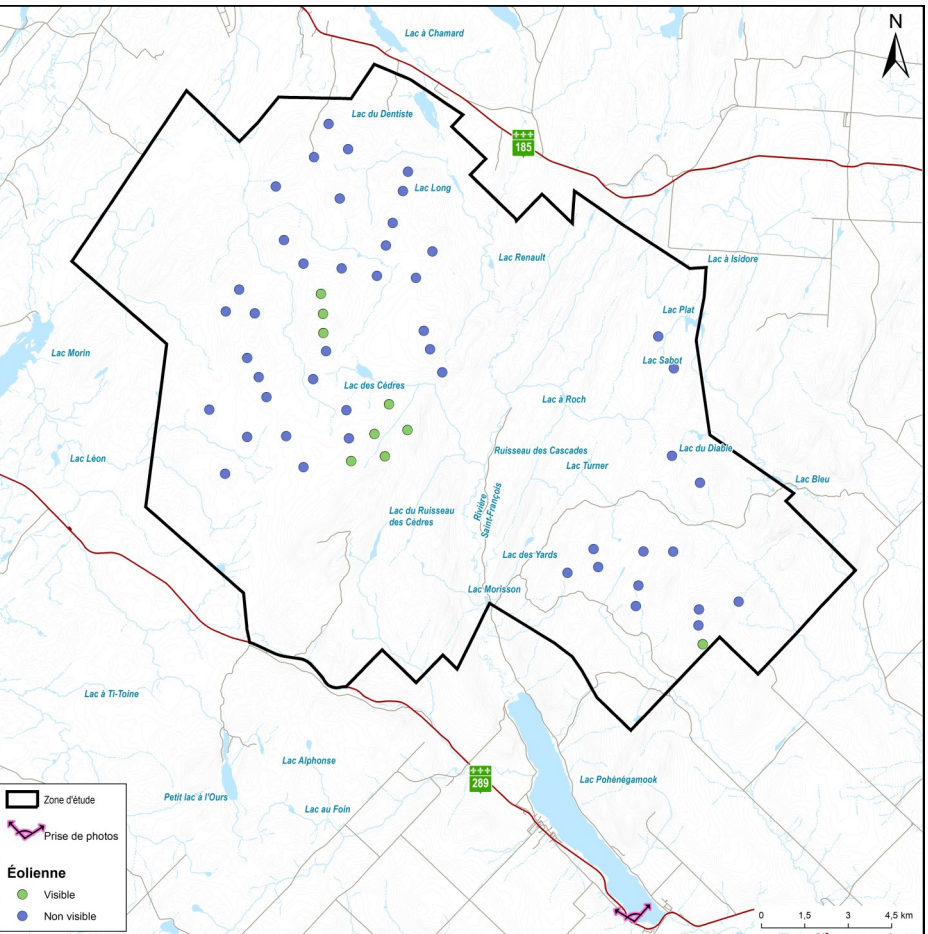 Lac à Chamard
N
Lac du Dentiste
185
Lac Long
Lac Renault
Lac à Isidore
Lac Plat
Lac Morin
Lac Sabot
Lac des Cèdres
Lac à Roch
Ruisseau des Cascades
Lac du Diable
Lac Léon
Lac Turner
Lac Bleu
Lac du Ruisseau
des Cèdres
Rivière
Saint-François
Lac des Yards
Lac Morisson
Lac à Ti-Toine
Lac Alphonse
289
Lac Pohénégamook
Petit lac à l'Ours
Lac au Foin
Zone d'étude
Prise de photos
Éolienne
Visible
Non visible
0 1,5 3 4,5 km